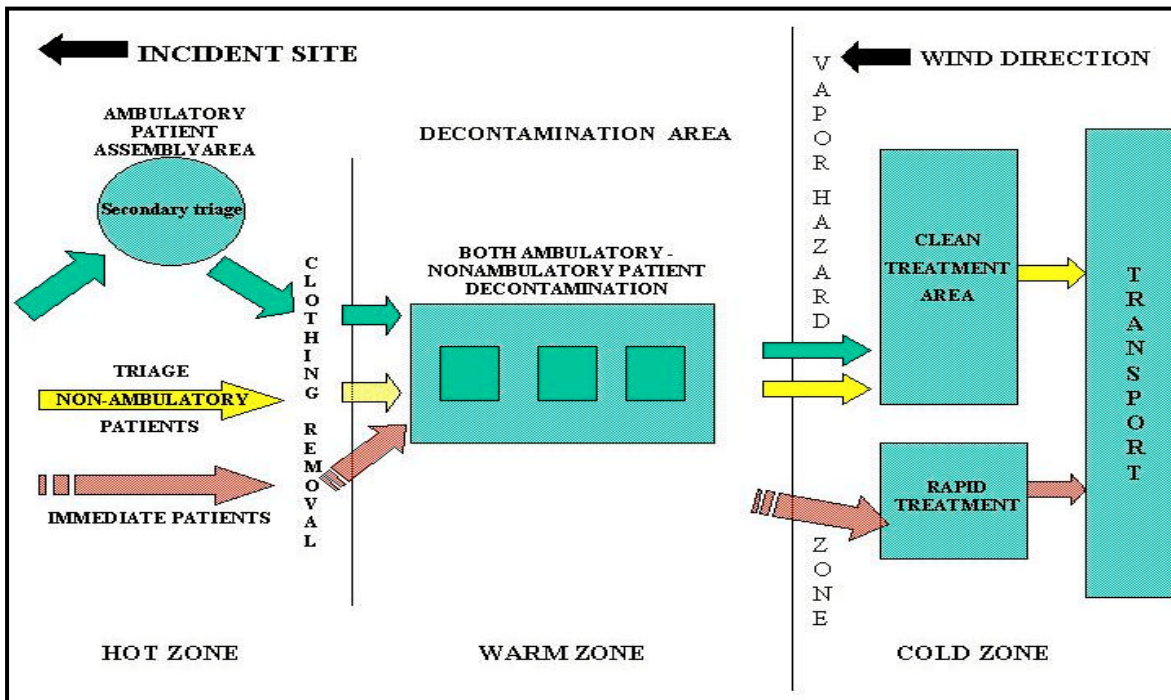 INCIDENT SITE
WIND DIRECTION
AMBULATORY
PATIENT
ASSEMBLY AREA
Secondary triage
DECONTAMINATION AREA
CLOTHING REMOVAL
BOTH AMBULATORY -
NONAMBULATORY PATIENT
DECONTAMINATION
VAPOR HAZARD ZONE
CLEAN
TREATMENT
AREA
TRANSPORT
TRIAGE
NON-AMBULATORY
PATIENTS
IMMEDIATE PATIENTS
RAPID
TREATMENT
HOT ZONE
WARM ZONE
COLD ZONE